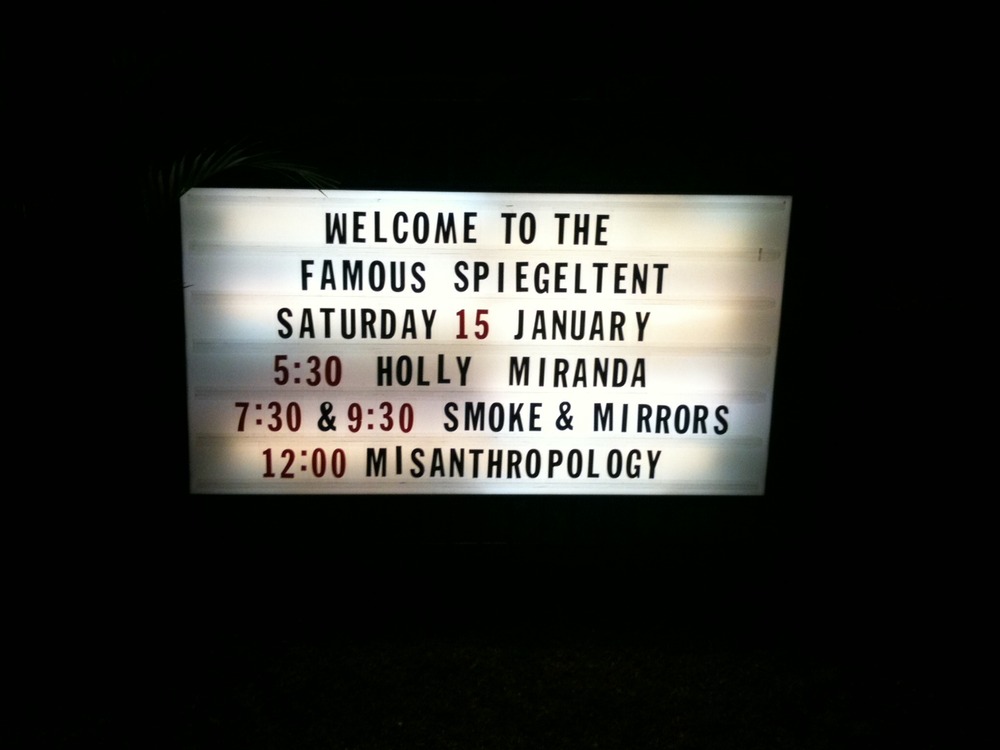 WELCOME TO THE
FAMOUS SPIEGELTENT
SATURDAY 15 JANUARY
5:30 HOLLY MIRANDA
7:30 & 9:30 SMOKE & MIRRORS
12:00 MISANTHROPOLOGY